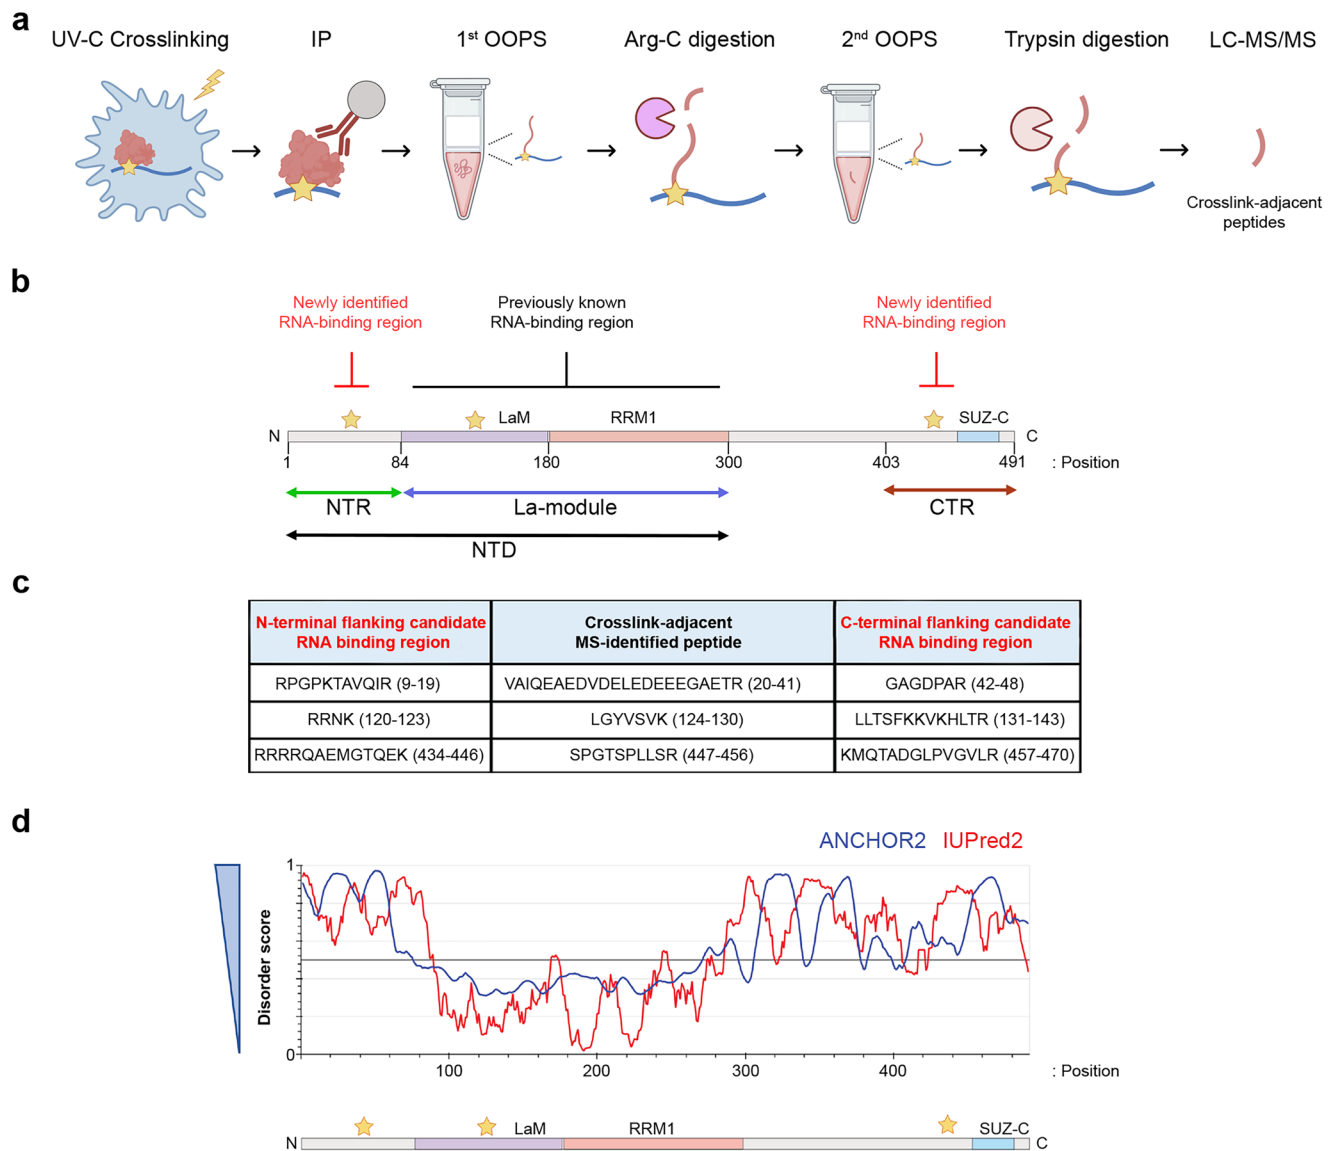 a
UV-C Crosslinking
IP
1st OOPS
Arg-C digestion
2nd OOPS
Trypsin digestion
LC-MS/MS
Crosslink-adjacent
peptides
b
Newly identified
RNA-binding region
Previously known
RNA-binding region
Newly identified
RNA-binding region
LaM
RRM1
SUZ-C
N
C
1
84
180
300
403
491
: Position
NTR
La-module
CTR
NTD
c
N-terminal flanking candidate
RNA binding region
Crosslink-adjacent
MS-identified peptide
C-terminal flanking candidate
RNA binding region
RPGPKTAVQIR (9-19)
VAIQEAEDVDELEDEEEGAETR (20-41)
GAGDPAR (42-48)
RRNK (120-123)
LGYVSVK (124-130)
LLTSFKKVKHLTR (131-143)
RRRRQAEMGTQEK (434-446)
SPGTSPLLSR (447-456)
KMQTADGLPVGVLR (457-470)
d
ANCHOR2
IUPred2
1
Disorder score
0
100
200
300
400
: Position
LaM
RRM1
SUZ-C
N
C